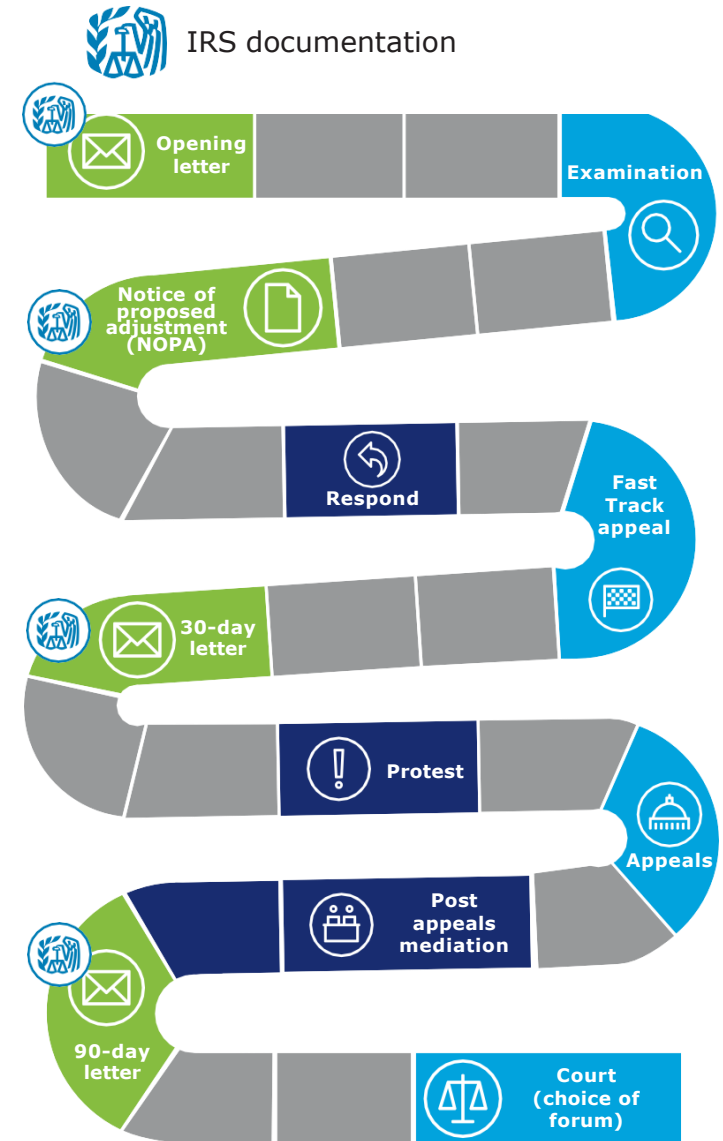 IRS documentation
Opening
letter
Examination
Notice of
proposed
adjustment
(NOPA)
Respond
Fast
Track
appeal
30-day
letter
Protest
Appeals
Post
appeals
mediation
90-day
letter
Court
(choice of
forum)